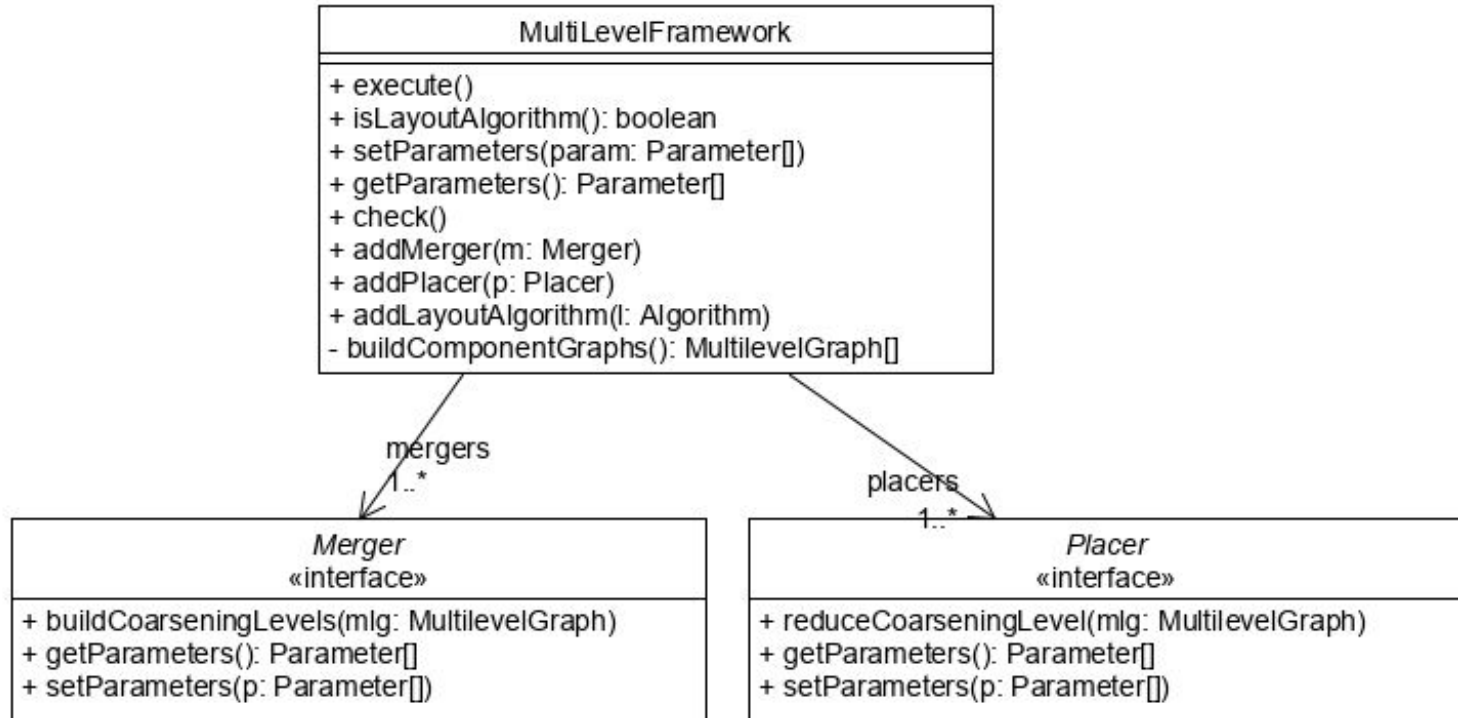 MultiLevelFramework
+ execute()
+ isLayoutAlgorithm(): boolean
+ setParameters(param: Parameter[])
+ getParameters(): Parameter[]
+ check()
+ addMerger(m: Merger)
+ addPlacer(p: Placer)
+ addLayoutAlgorithm(l: Algorithm)
- buildComponentGraphs(): MultilevelGraph[]
mergers
1..*
placers
1..*
Merger
«interface»
+ buildCoarseningLevels(mlg: MultilevelGraph)
+ getParameters(): Parameter[]
+ setParameters(p: Parameter[])
Placer
«interface»
+ reduceCoarseningLevel(mlg: MultilevelGraph)
+ getParameters(): Parameter[]
+ setParameters(p: Parameter[])